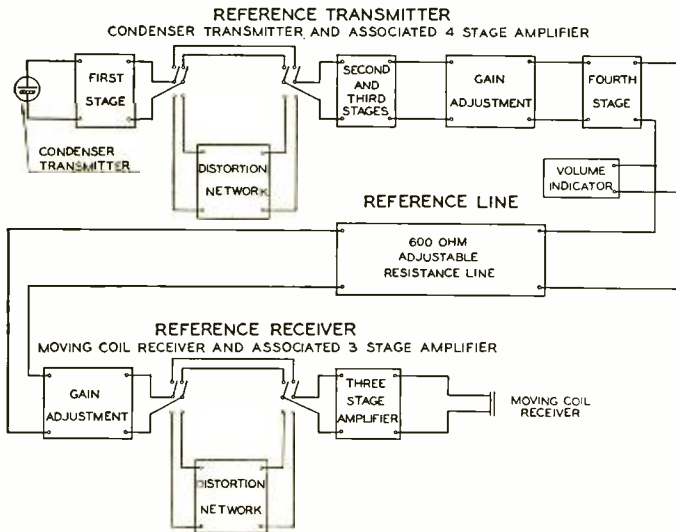 REFERENCE TRANSMITTER
CONDENSER TRANSMITTER AND ASSOCIATED 4 STAGE AMPLIFIER
FIRST
STAGE
SECOND
AND
THIRD
STAGES
GAIN
ADJUSTMENT
FOURTH
STAGE
CONDENSER
TRANSMITTER
DISTORTION
NETWORK
VOLUME
INDICATOR
REFERENCE LINE
600 OHM
ADJUSTABLE
RESISTANCE LINE
REFERENCE RECEIVER
MOVING COIL RECEIVER AND ASSOCIATED 3 STAGE AMPLIFIER
GAIN
ADJUSTMENT
THREE
STAGE
AMPLIFIER
MOVING COIL
RECEIVER
DISTORTION
NETWORK